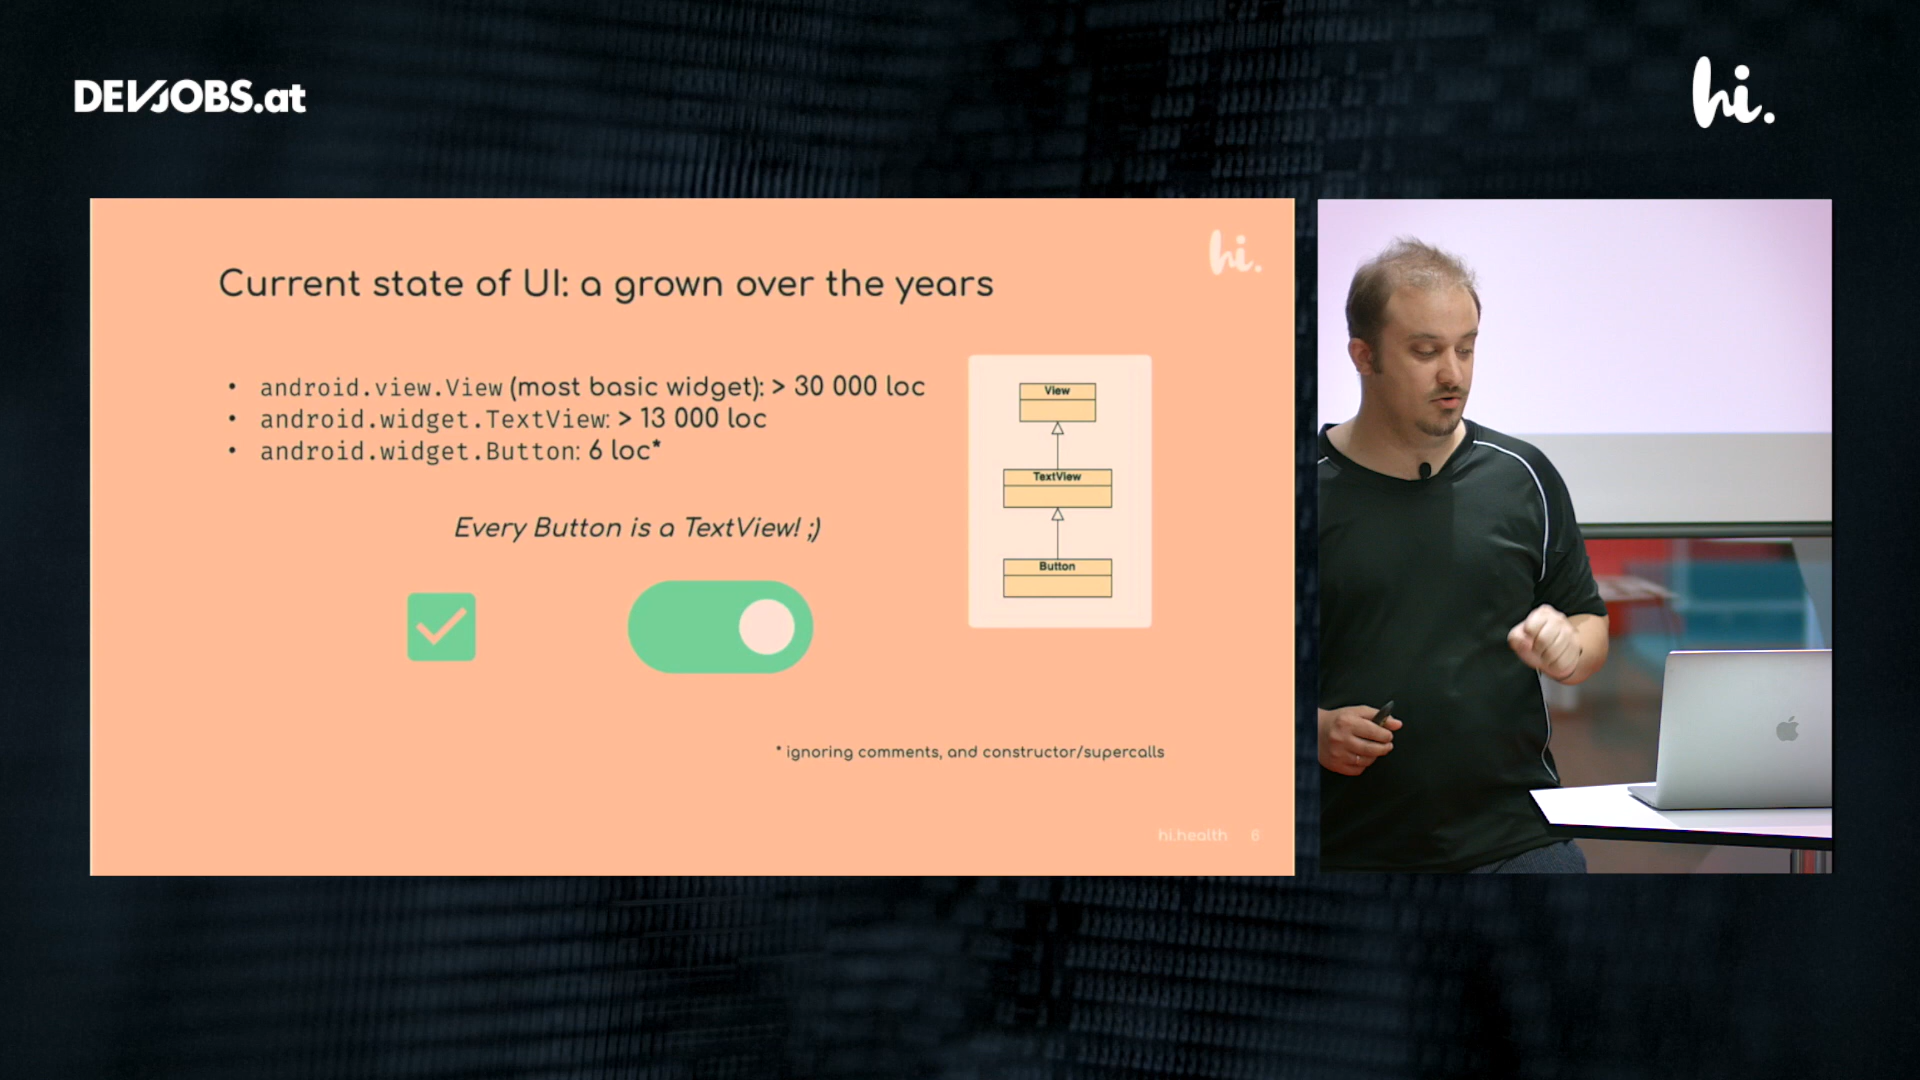 DEVJOBS.at
hi.
hi.
Current state of UI: a grown over the years
• android.view.View (most basic widget): > 30 000 loc
• android.widget.TextView: > 13 000 loc
• android.widget.Button: 6 loc*
Every Button is a TextView! ;)
View
TextView
Button
* ignoring comments, and constructor/supercalls
hi.health 6